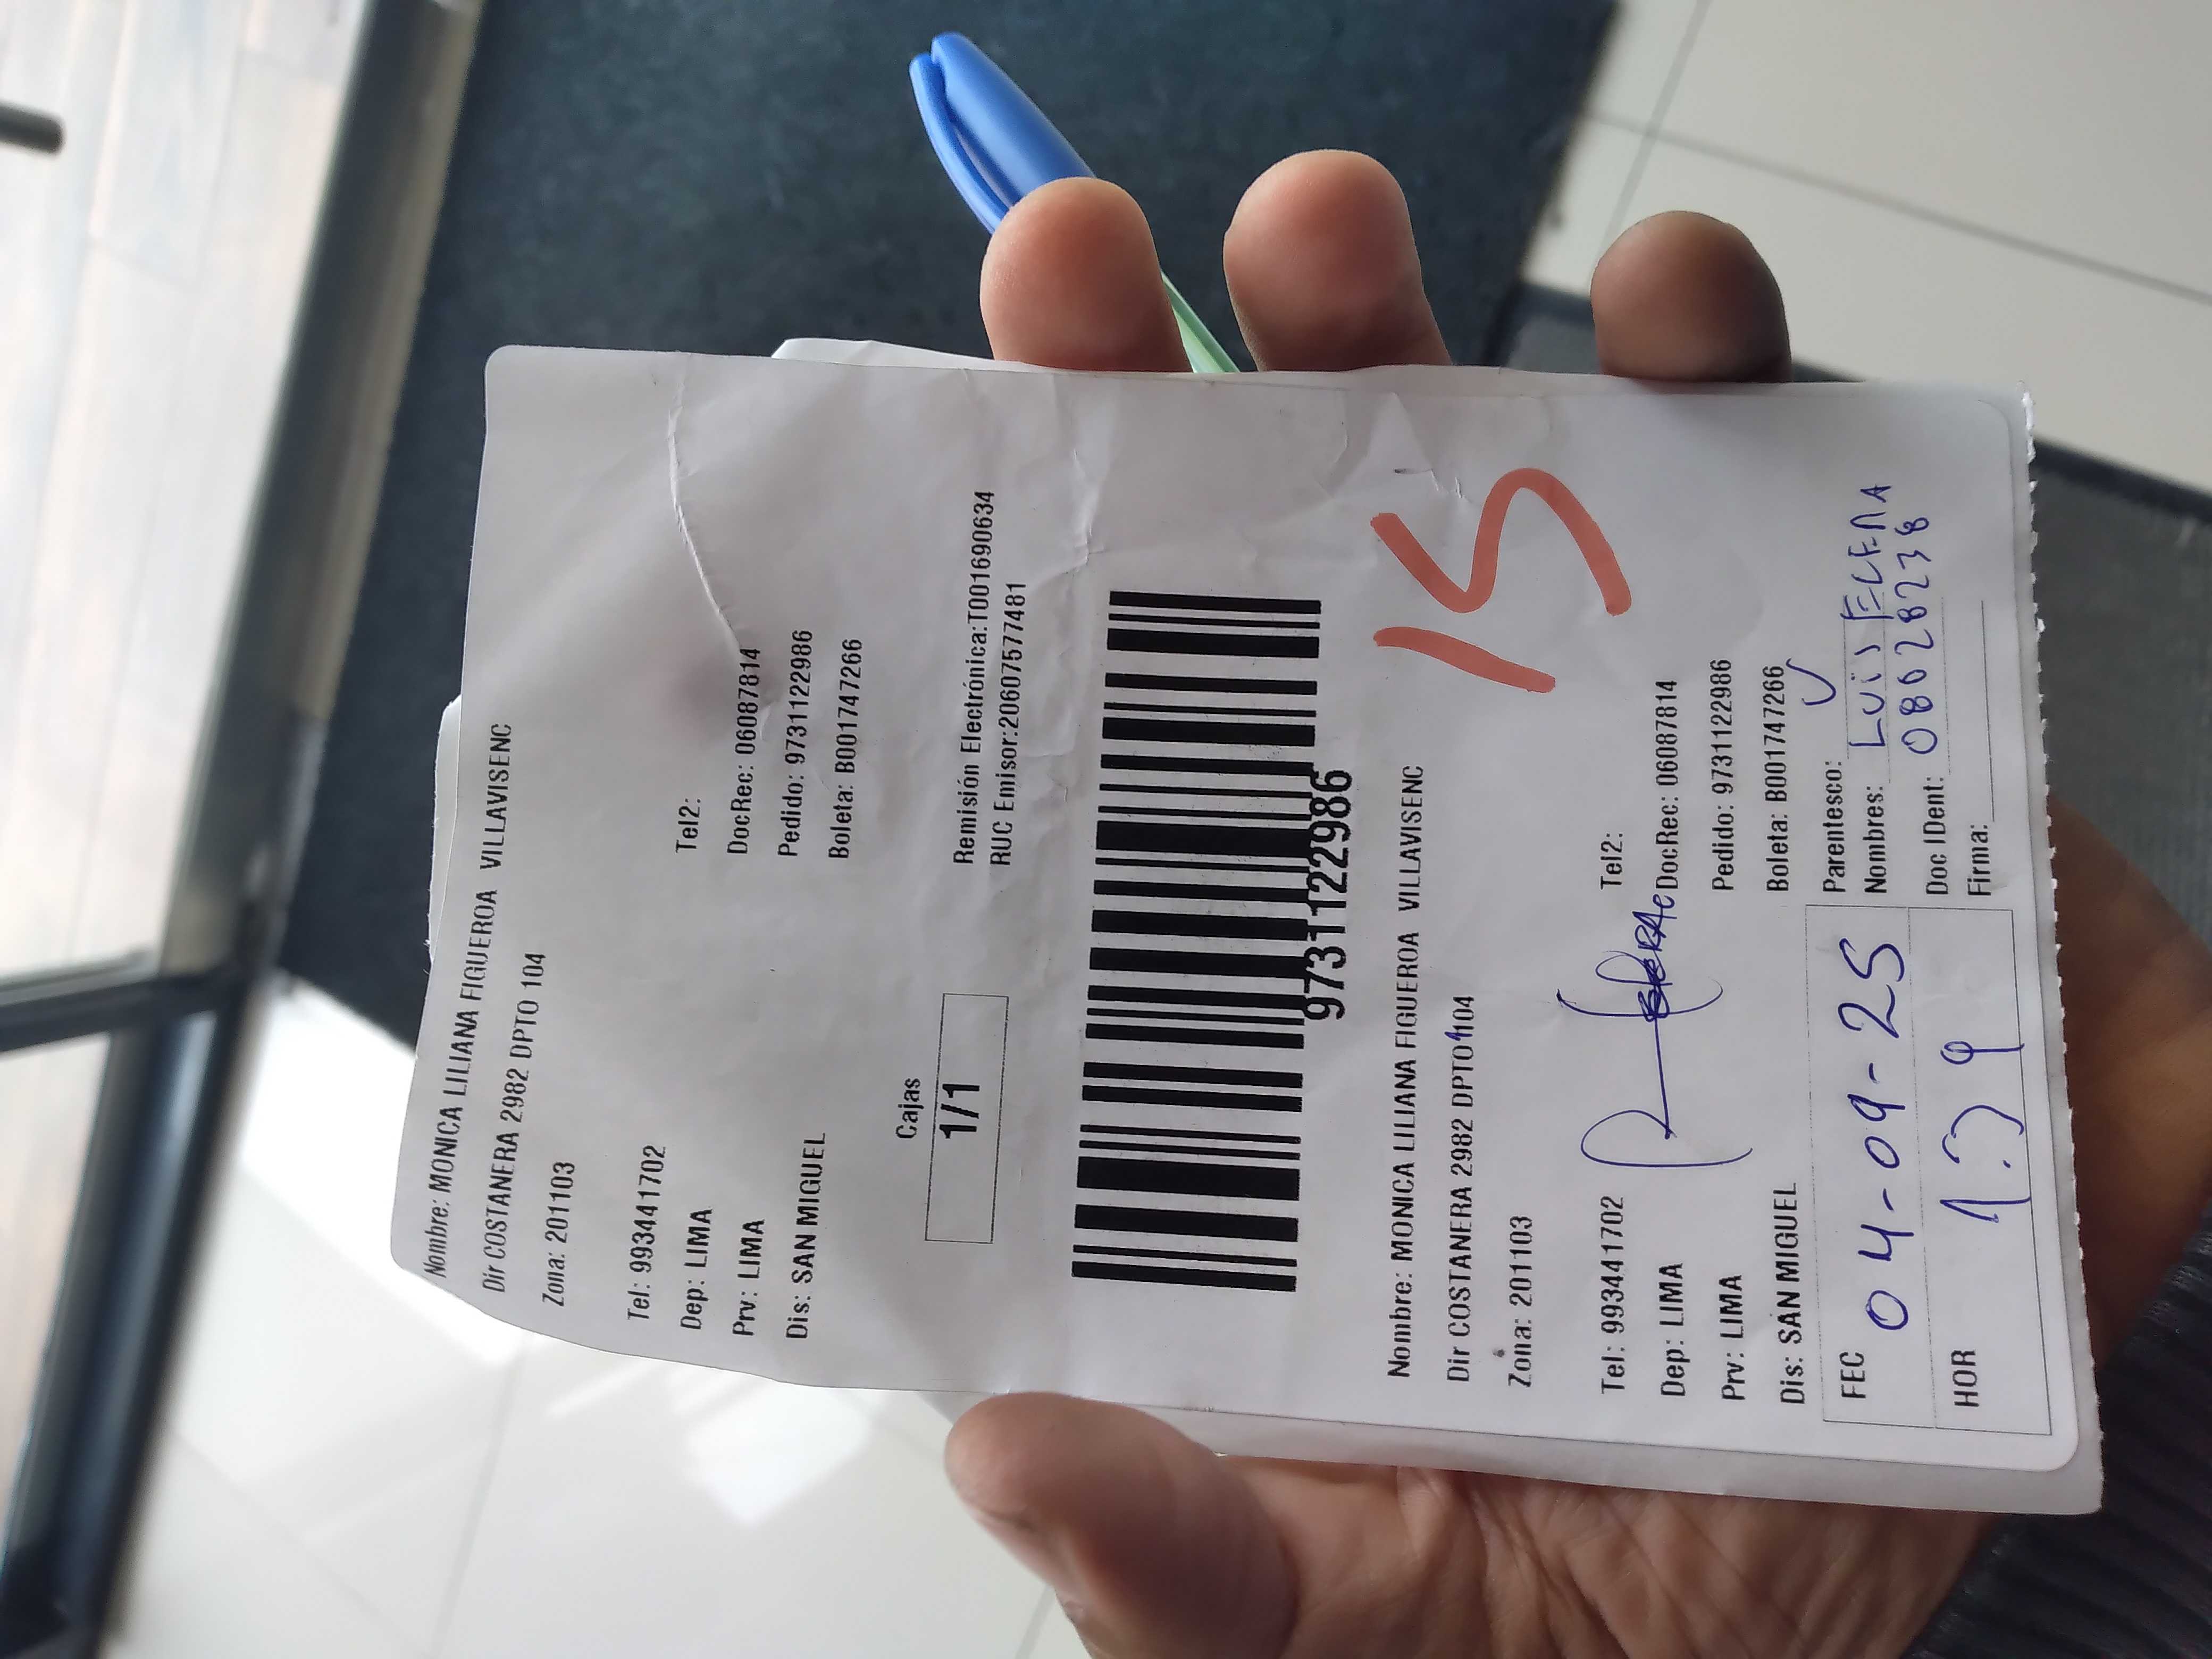 Nombre: MONICA LILIANA FIGUEROA VILLAVISENC
Dir COSTANERA 2982 DPTO 104
Zona: 201103
Tel: 993441702 Tel2:
Dep: LIMA DocRec: 06087814
Prv: LIMA Pedido: 97311122986
Dis: SAN MIGUEL Boleta: B001747266
Cajas
1/1
Remisión Electrónica:T001690634
RUC Emisor:20607577481
97311122986
15
Nombre: MONICA LILIANA FIGUEROA VILLAVISENC
Dir COSTANERA 2982 DPTO 104
Zona: 201103
Tel: 993441702 Tel2:
Dep: LIMA DocRec: 06087814
Prv: LIMA Pedido: 97311122986
Dis: SAN MIGUEL Boleta: B001747266
FEC 04-09-25
HOR
Parentesco:
Nombres: LUIS
Doc IDent: 08028238
Firma: